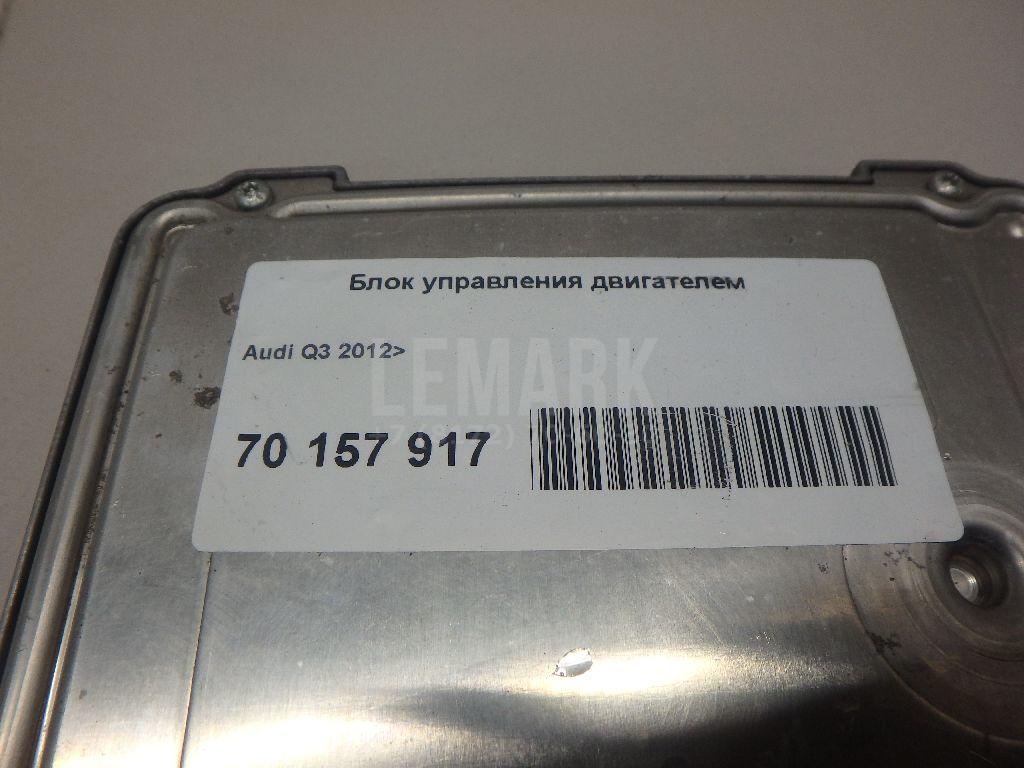 Блок управления двигателем
Audi Q3 2012>
LEMARK
70 157 917